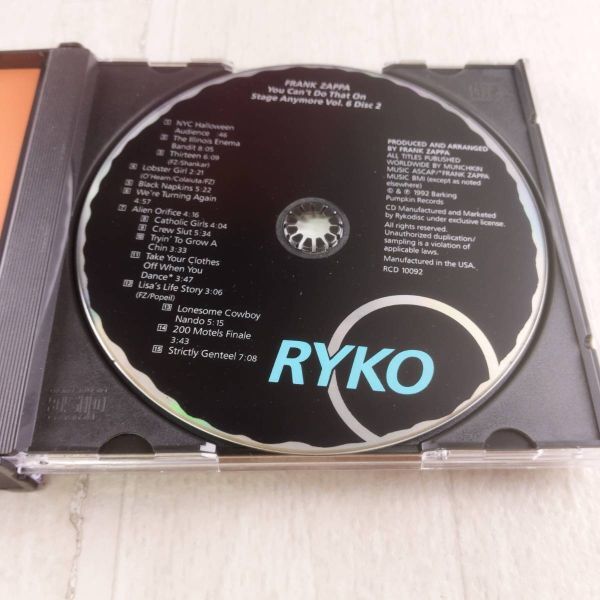 FRANK ZAPPA
You Can't Do That On
Stage Anymore Vol. 6 Disc 2
1 NYC Halloween
Audience :46
2 The Illinois Enema
Bandit 8:05
3 Thirteen 6:09
(FZ/Shankar)
4 Lobster Girl 2:21
(O'Hearn/Colaiuta/FZ)
5 Black Napkins 5:22
6 We're Turning Again
4:57
7 Alien Orifice 4:16
8 Catholic Girls 4:04
9 Crew Slut 5:34
10 Tryin' To Grow A
Chin 3:33
11 Take Your Clothes
Off When You
Dance* 3:47
12 Lisa's Life Story 3:06
(FZ/Popeil)
13 Lonesome Cowboy
Nando 5:15
14 200 Motels Finale
3:43
15 Strictly Genteel 7:08
PRODUCED AND ARRANGED
BY FRANK ZAPPA
ALL TITLES PUBLISHED
WORLDWIDE BY MUNCHKIN
MUSIC ASCAP/*FRANK ZAPPA
MUSIC BMI (except as noted
elsewhere)
© & ℗ 1992 Barking
Pumpkin Records
CD Manufactured and Marketed
by Rykodisc under exclusive license.
All rights reserved.
Unauthorized duplication/
sampling is a violation of
applicable laws.
Manufactured in the USA.
RCD 10092
RYKO